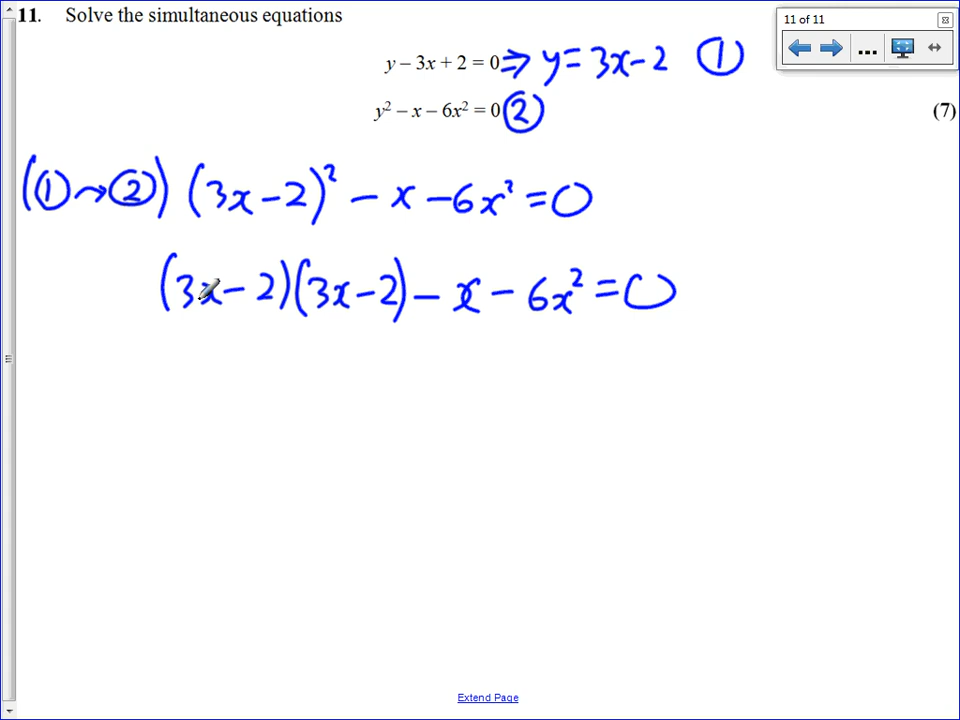 11. Solve the simultaneous equations
11 of 11
y – 3x + 2 = 0 ⇒ y = 3x – 2 ①
...
y² – x – 6x² = 0 ②
(7)
(① → ②) (3x – 2)² – x – 6x² = 0
(3x – 2)(3x – 2) – x – 6x² = 0
Extend Page